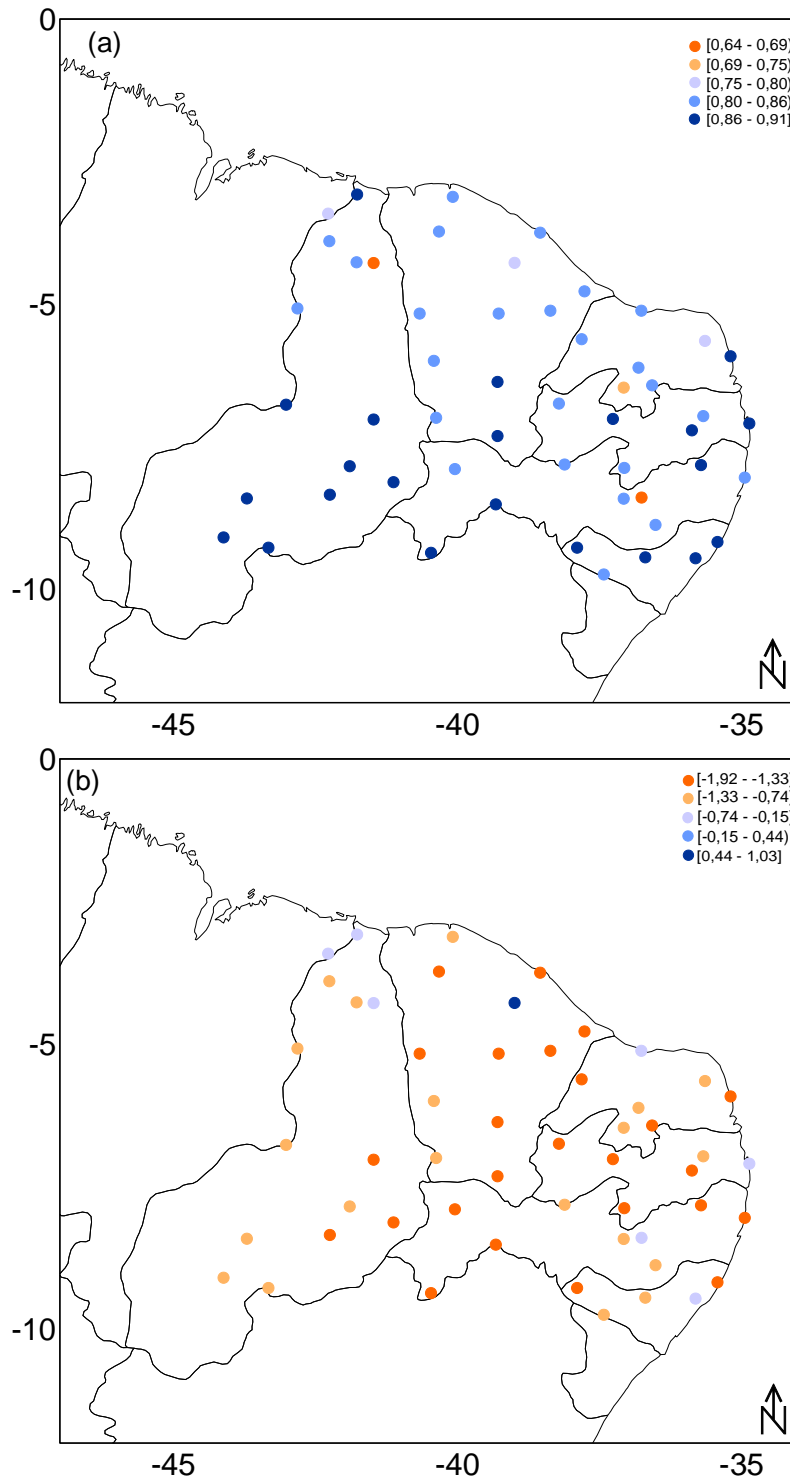 0
(a)
[0,64 - 0,69)
[0,69 - 0,75)
[0,75 - 0,80)
[0,80 - 0,86)
[0,86 - 0,91]
-5
-10
N
-45
-40
-35
0
(b)
[-1,92 - -1,33)
[-1,33 - -0,74)
[-0,74 - -0,15)
[-0,15 - 0,44)
[0,44 - 1,03]
-5
-10
N
-45
-40
-35